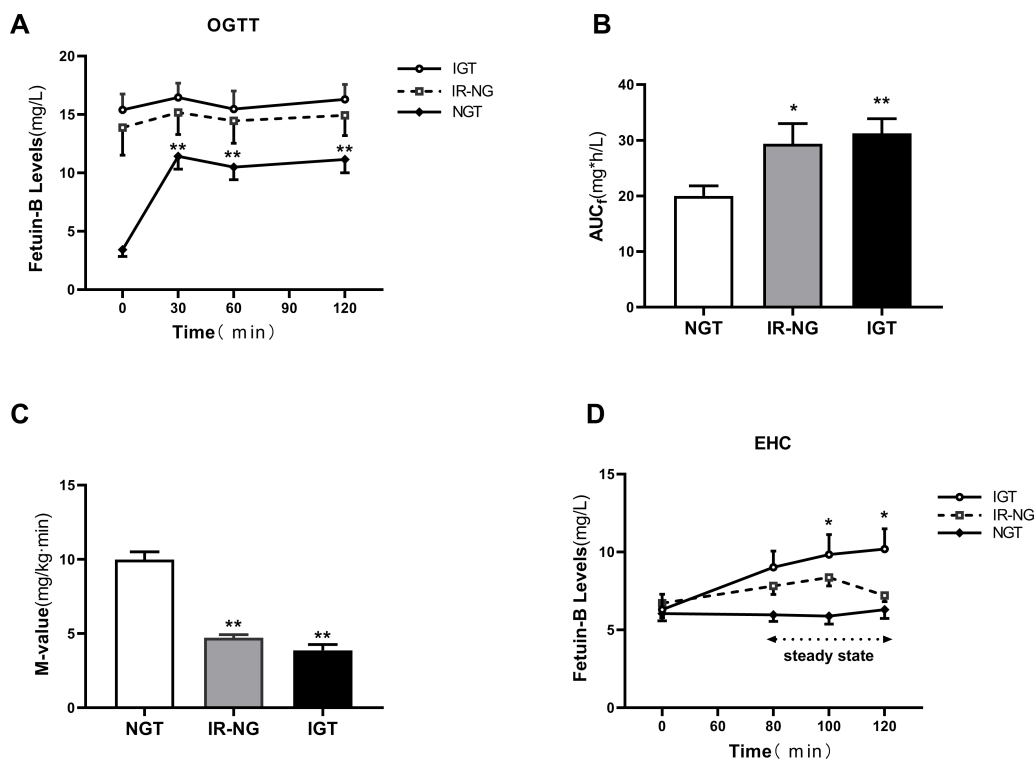 A
OGTT
Fetuin-B Levels(mg/L)
20
15
10
5
0
** ** **
0 30 60 90 120
Time( min)
IGT
IR-NG
NGT
B
AUCf(mg*h/L)
40
30
20
10
0
* **
NGT IR-NG IGT
C
M-value(mg/kg·min)
15
10
5
0
** **
NGT IR-NG IGT
D
EHC
Fetuin-B Levels(mg/L)
15
10
5
0
* *
steady state
0 60 80 100 120
Time( min)
IGT
IR-NG
NGT